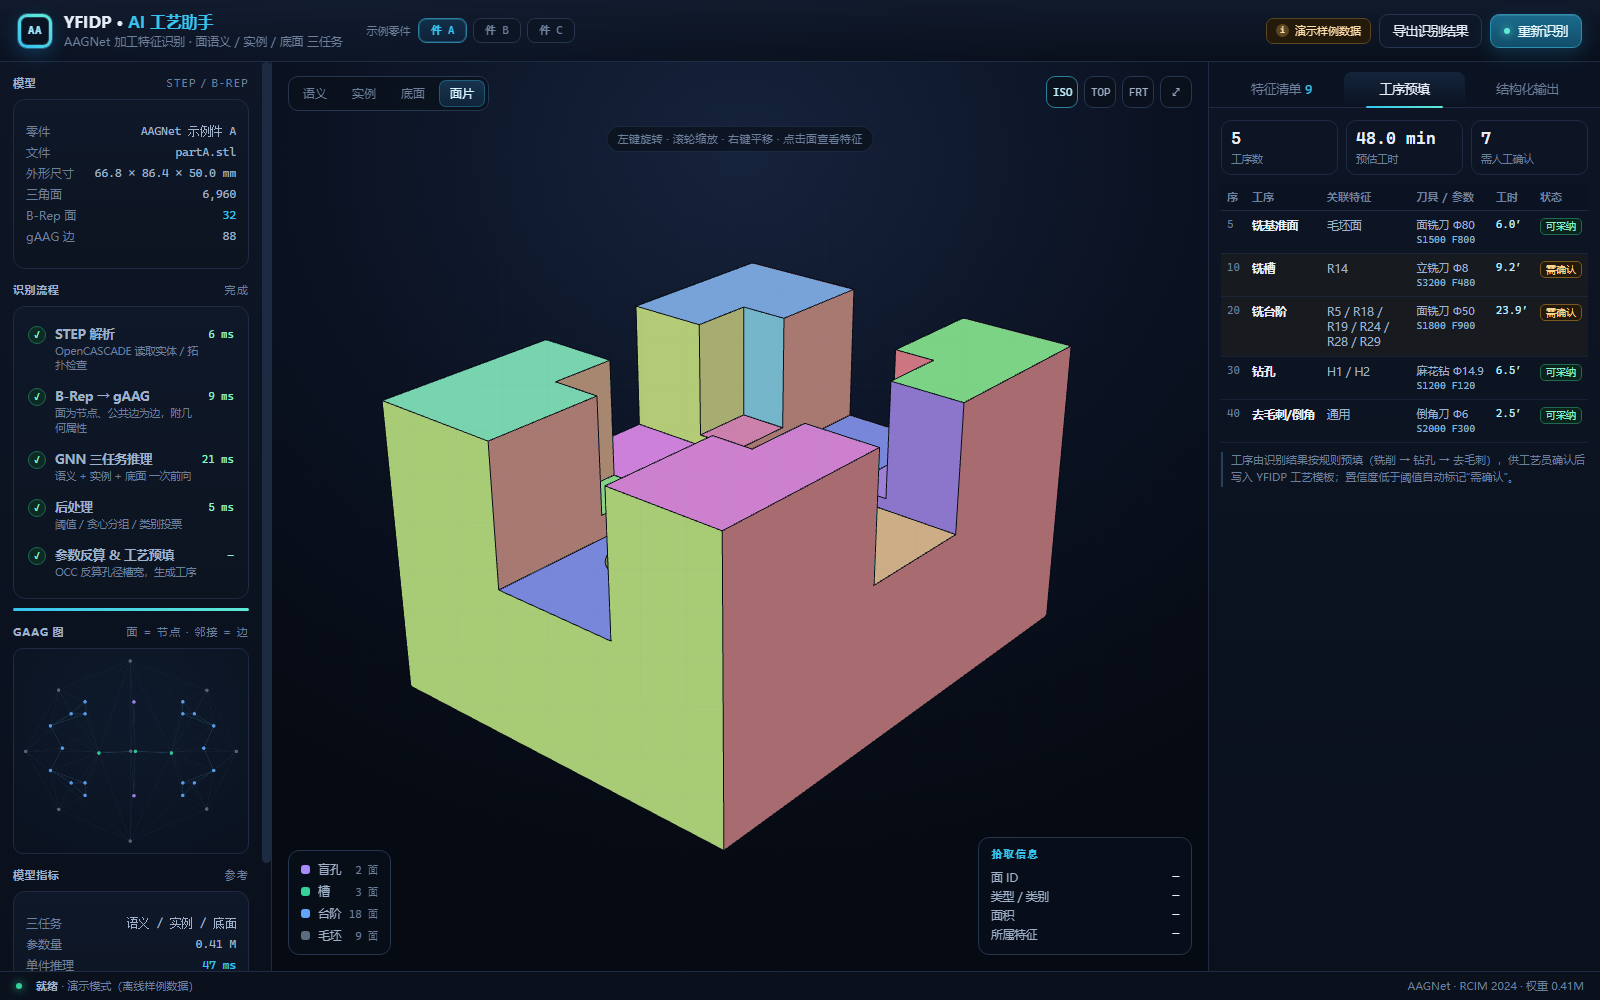 AA
YFIDP • AI 工艺助手
AAGNet 加工特征识别 · 面语义 / 实例 / 底面 三任务
示例零件 件 A 件 B 件 C
i 演示样例数据
导出识别结果
重新识别
模型 STEP / B-REP
零件 AAGNet 示例件 A
文件 partA.stl
外形尺寸 66.8 × 86.4 × 50.0 mm
三角面 6,960
B-Rep 面 32
gAAG 边 88
识别流程 完成
✓ STEP 解析 6 ms
OpenCASCADE 读取实体 / 拓
扑检查
✓ B-Rep → gAAG 9 ms
面为节点、公共边为边，附几
何属性
✓ GNN 三任务推理 21 ms
语义 + 实例 + 底面 一次前向
✓ 后处理 5 ms
阈值 / 贪心分组 / 类别投票
✓ 参数反算 & 工艺预填 —
OCC 反算孔径槽宽，生成工序
GAAG 图 面 = 节点 · 邻接 = 边
模型指标 参考
三任务 语义 / 实例 / 底面
参数量 0.41 M
单件推理 47 ms
语义 实例 底面 面片
ISO TOP FRT ⤢
左键旋转 · 滚轮缩放 · 右键平移 · 点击面查看特征
盲孔 2 面
槽 3 面
台阶 18 面
毛坯 9 面
拾取信息
面 ID —
类型 / 类别 —
面积 —
所属特征 —
特征清单 9 工序预填 结构化输出
5
工序数
48.0 min
预估工时
7
需人工确认
序 工序 关联特征 刀具 / 参数 工时 状态
5 铣基准面 毛坯面 面铣刀 Φ80 6.0′ 可采纳
S1500 F800
10 铣槽 R14 立铣刀 Φ8 9.2′ 需确认
S3200 F480
20 铣台阶 R5 / R18 / 面铣刀 Φ50 23.9′ 需确认
R19 / R24 / S1800 F900
R28 / R29
30 钻孔 H1 / H2 麻花钻 Φ14.9 6.5′ 可采纳
S1200 F120
40 去毛刺/倒角 通用 倒角刀 Φ6 2.5′ 可采纳
S2000 F300
工序由识别结果按规则预填（铣削 → 钻孔 → 去毛刺），供工艺员确认后
写入 YFIDP 工艺模板；置信度低于阈值自动标记“需确认”。
就绪 · 演示模式（离线样例数据）
AAGNet · RCIM 2024 · 权重 0.41M